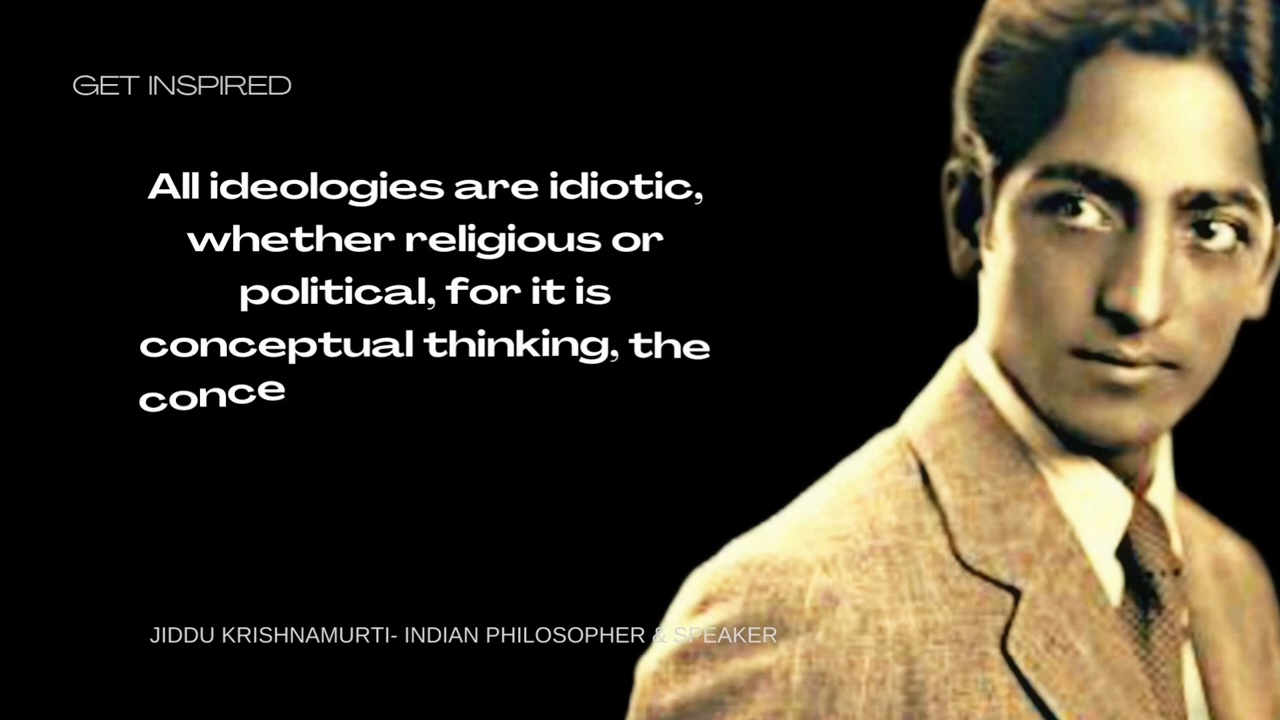 GET INSPIRED
All ideologies are idiotic,
whether religious or
political, for it is
conceptual thinking, the
conce
JIDDU KRISHNAMURTI- INDIAN PHILOSOPHER & SPEAKER